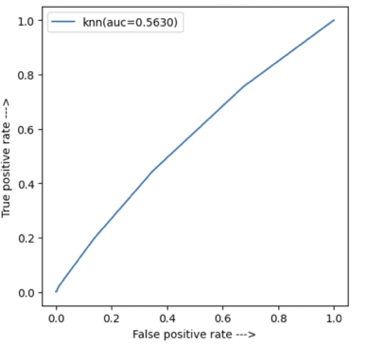 knn(auc=0.5630)
1.0
0.8
0.6
0.4
0.2
0.0
True positive rate --->
0.0 0.2 0.4 0.6 0.8 1.0
False positive rate --->